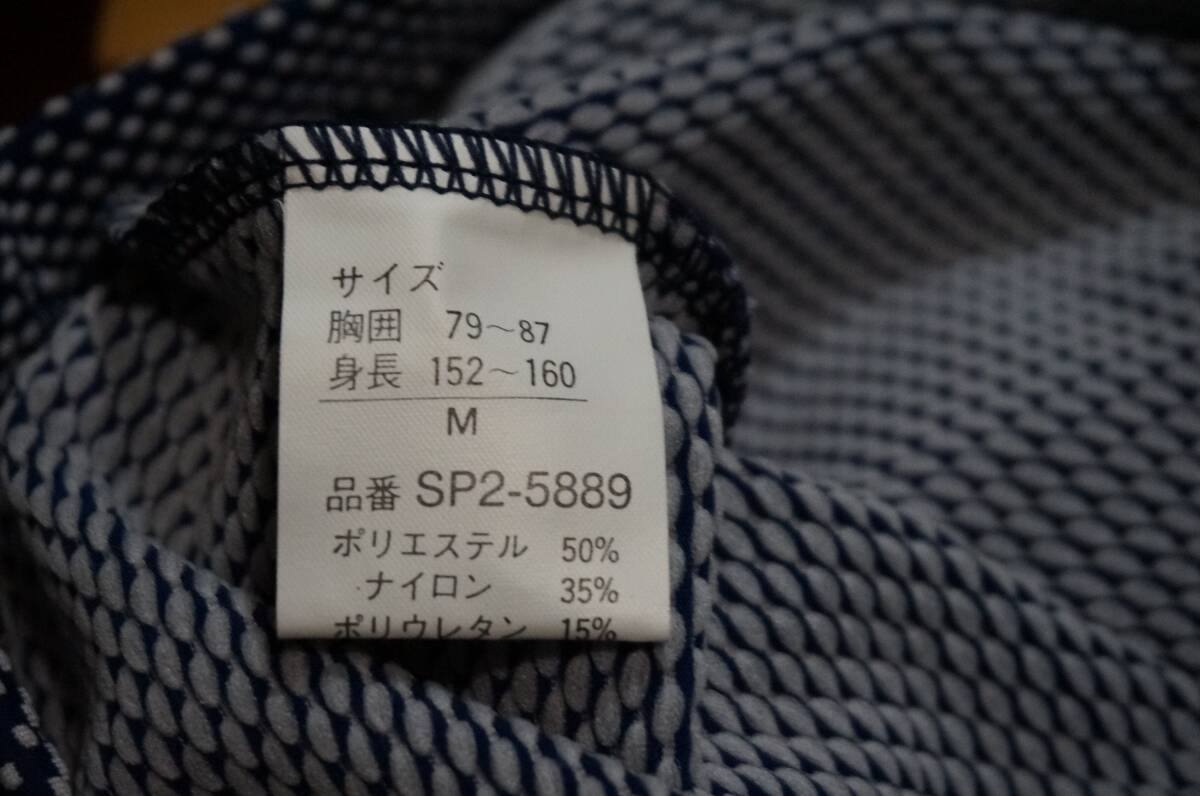 サイズ
胸囲 79～87
身長 152～160
M
品番 SP2-5889
ポリエステル 50%
ナイロン 35%
ポリウレタン 15%